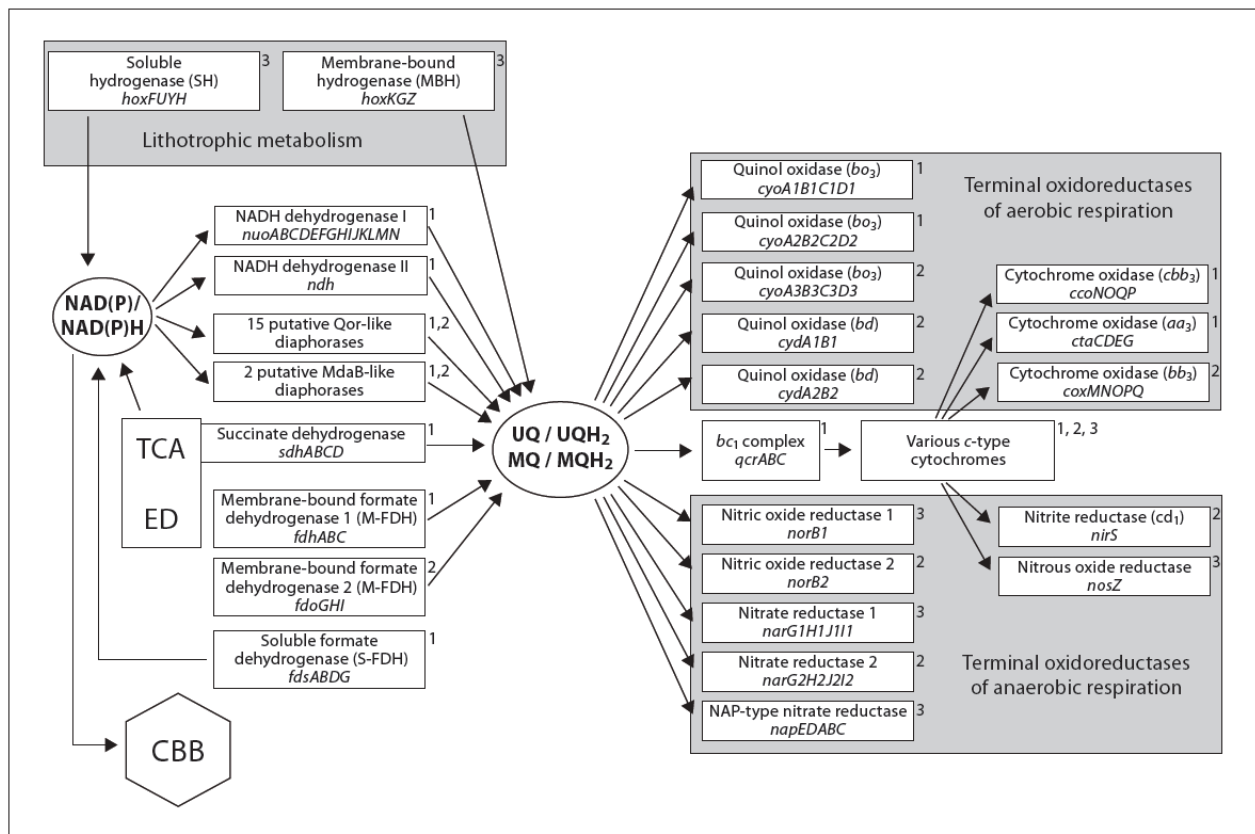 Soluble
hydrogenase (SH)
hoxFUYH
3
Membrane-bound
hydrogenase (MBH)
hoxKGZ
3
Lithotrophic metabolism
NADH dehydrogenase I
nuoABCDEFGHIJKLMN
1
NADH dehydrogenase II
ndh
1
15 putative Qor-like
diaphorases
1,2
2 putative MdaB-like
diaphorases
1,2
NAD(P)/
NAD(P)H
TCA
ED
Succinate dehydrogenase
sdhABCD
1
Membrane-bound formate
dehydrogenase 1 (M-FDH)
fdhABC
1
Membrane-bound formate
dehydrogenase 2 (M-FDH)
fdoGHI
2
Soluble formate
dehydrogenase (S-FDH)
fdsABDG
1
CBB
UQ / UQH₂
MQ / MQH₂
Quinol oxidase (bo₃)
cyoA1B1C1D1
1
Quinol oxidase (bo₃)
cyoA2B2C2D2
1
Quinol oxidase (bo₃)
cyoA3B3C3D3
2
Quinol oxidase (bd)
cydA1B1
2
Quinol oxidase (bd)
cydA2B2
2
Terminal oxidoreductases
of aerobic respiration
Cytochrome oxidase (cbb₃)
ccoNOQP
1
Cytochrome oxidase (aa₃)
ctaCDEG
1
Cytochrome oxidase (bb₃)
coxMNOPQ
2
bc₁ complex
qcrABC
1
Various c-type
cytochromes
1, 2, 3
Nitric oxide reductase 1
norB1
3
Nitric oxide reductase 2
norB2
2
Nitrate reductase 1
narG1H1J1I1
3
Nitrate reductase 2
narG2H2J2I2
2
NAP-type nitrate reductase
napEDABC
3
Nitrite reductase (cd₁)
nirS
2
Nitrous oxide reductase
nosZ
3
Terminal oxidoreductases
of anaerobic respiration